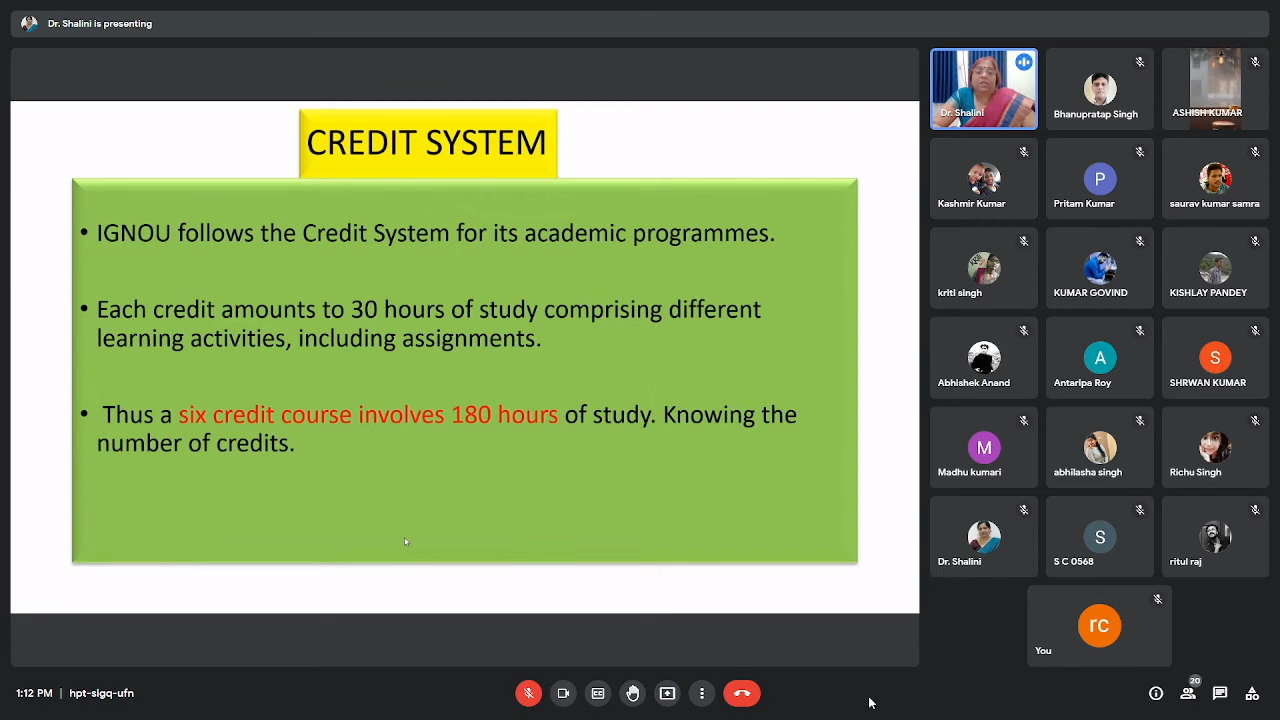 Dr. Shalini is presenting
CREDIT SYSTEM
• IGNOU follows the Credit System for its academic programmes.
• Each credit amounts to 30 hours of study comprising different
learning activities, including assignments.
• Thus a six credit course involves 180 hours of study. Knowing the
number of credits.
Dr. Shalini
Bhanupratap Singh
ASHISH KUMAR
Kashmir Kumar
P
Pritam Kumar
saurav kumar samra
kriti singh
KUMAR GOVIND
KISHLAY PANDEY
Abhishek Anand
A
Antaripa Roy
S
SHRWAN KUMAR
M
Madhu kumari
abhilasha singh
Richu Singh
Dr. Shalini
S
S C 0568
ritul raj
rc
You
1:12 PM | hpt-slgq-ufn
20